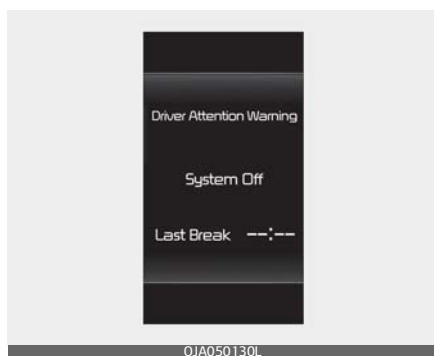 Driver Attention Warning
System Off
Last Break --:--
OJA050130L